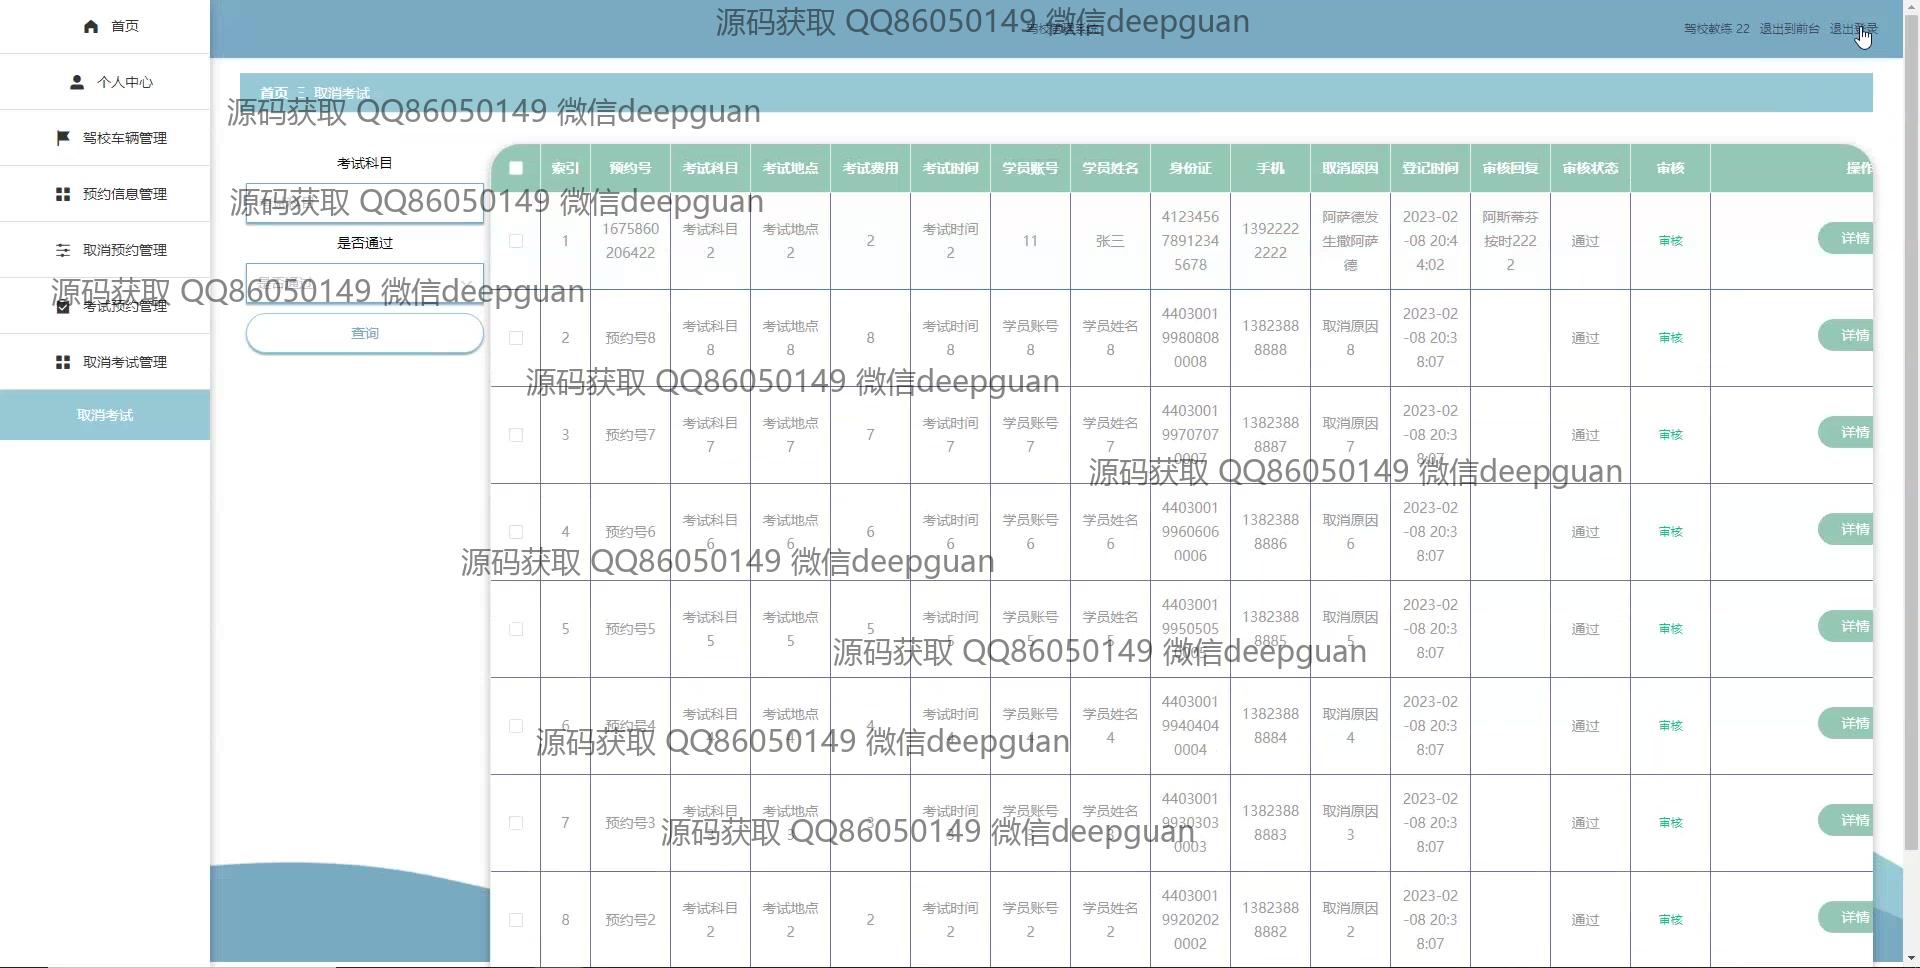 首页
个人中心
驾校车辆管理
预约信息管理
取消预约管理
考试预约管理
取消考试管理
取消考试
源码获取 QQ86050149 微信deepguan
驾校教练 22 退出到前台 退出登录
首页 取消考试
源码获取 QQ86050149 微信deepguan
考试科目
源码获取 QQ86050149 微信deepguan
是否通过
是否通过
源码获取 QQ86050149 微信deepguan
查询
索引 预约号 考试科目 考试地点 考试费用 考试时间 学员账号 学员姓名 身份证 手机 取消原因 登记时间 审核回复 审核状态 审核 操作
1 1675860206422 考试科目2 考试地点2 2 考试时间2 11 张三 412345678912345678 13922222222 阿萨德发生撒阿萨德 2023-02-08 20:44:02 阿斯蒂芬按时2222 通过 审核 详情
2 预约号8 考试科目8 考试地点8 8 考试时间8 学员账号8 学员姓名8 440300199808080008 13823888888 取消原因8 2023-02-08 20:38:07 通过 审核 详情
源码获取 QQ86050149 微信deepguan
3 预约号7 考试科目7 考试地点7 7 考试时间7 学员账号7 学员姓名7 440300199707070007 13823888887 取消原因7 2023-02-08 20:38:07 通过 审核 详情
源码获取 QQ86050149 微信deepguan
4 预约号6 考试科目6 考试地点6 6 考试时间6 学员账号6 学员姓名6 440300199606060006 13823888886 取消原因6 2023-02-08 20:38:07 通过 审核 详情
源码获取 QQ86050149 微信deepguan
5 预约号5 考试科目5 考试地点5 5 考试时间5 学员账号5 学员姓名5 440300199505050005 13823888885 取消原因5 2023-02-08 20:38:07 通过 审核 详情
源码获取 QQ86050149 微信deepguan
6 预约号4 考试科目4 考试地点4 4 考试时间4 学员账号4 学员姓名4 440300199404040004 13823888884 取消原因4 2023-02-08 20:38:07 通过 审核 详情
源码获取 QQ86050149 微信deepguan
7 预约号3 考试科目3 考试地点3 3 考试时间3 学员账号3 学员姓名3 440300199303030003 13823888883 取消原因3 2023-02-08 20:38:07 通过 审核 详情
源码获取 QQ86050149 微信deepguan
8 预约号2 考试科目2 考试地点2 2 考试时间2 学员账号2 学员姓名2 440300199202020002 13823888882 取消原因2 2023-02-08 20:38:07 通过 审核 详情